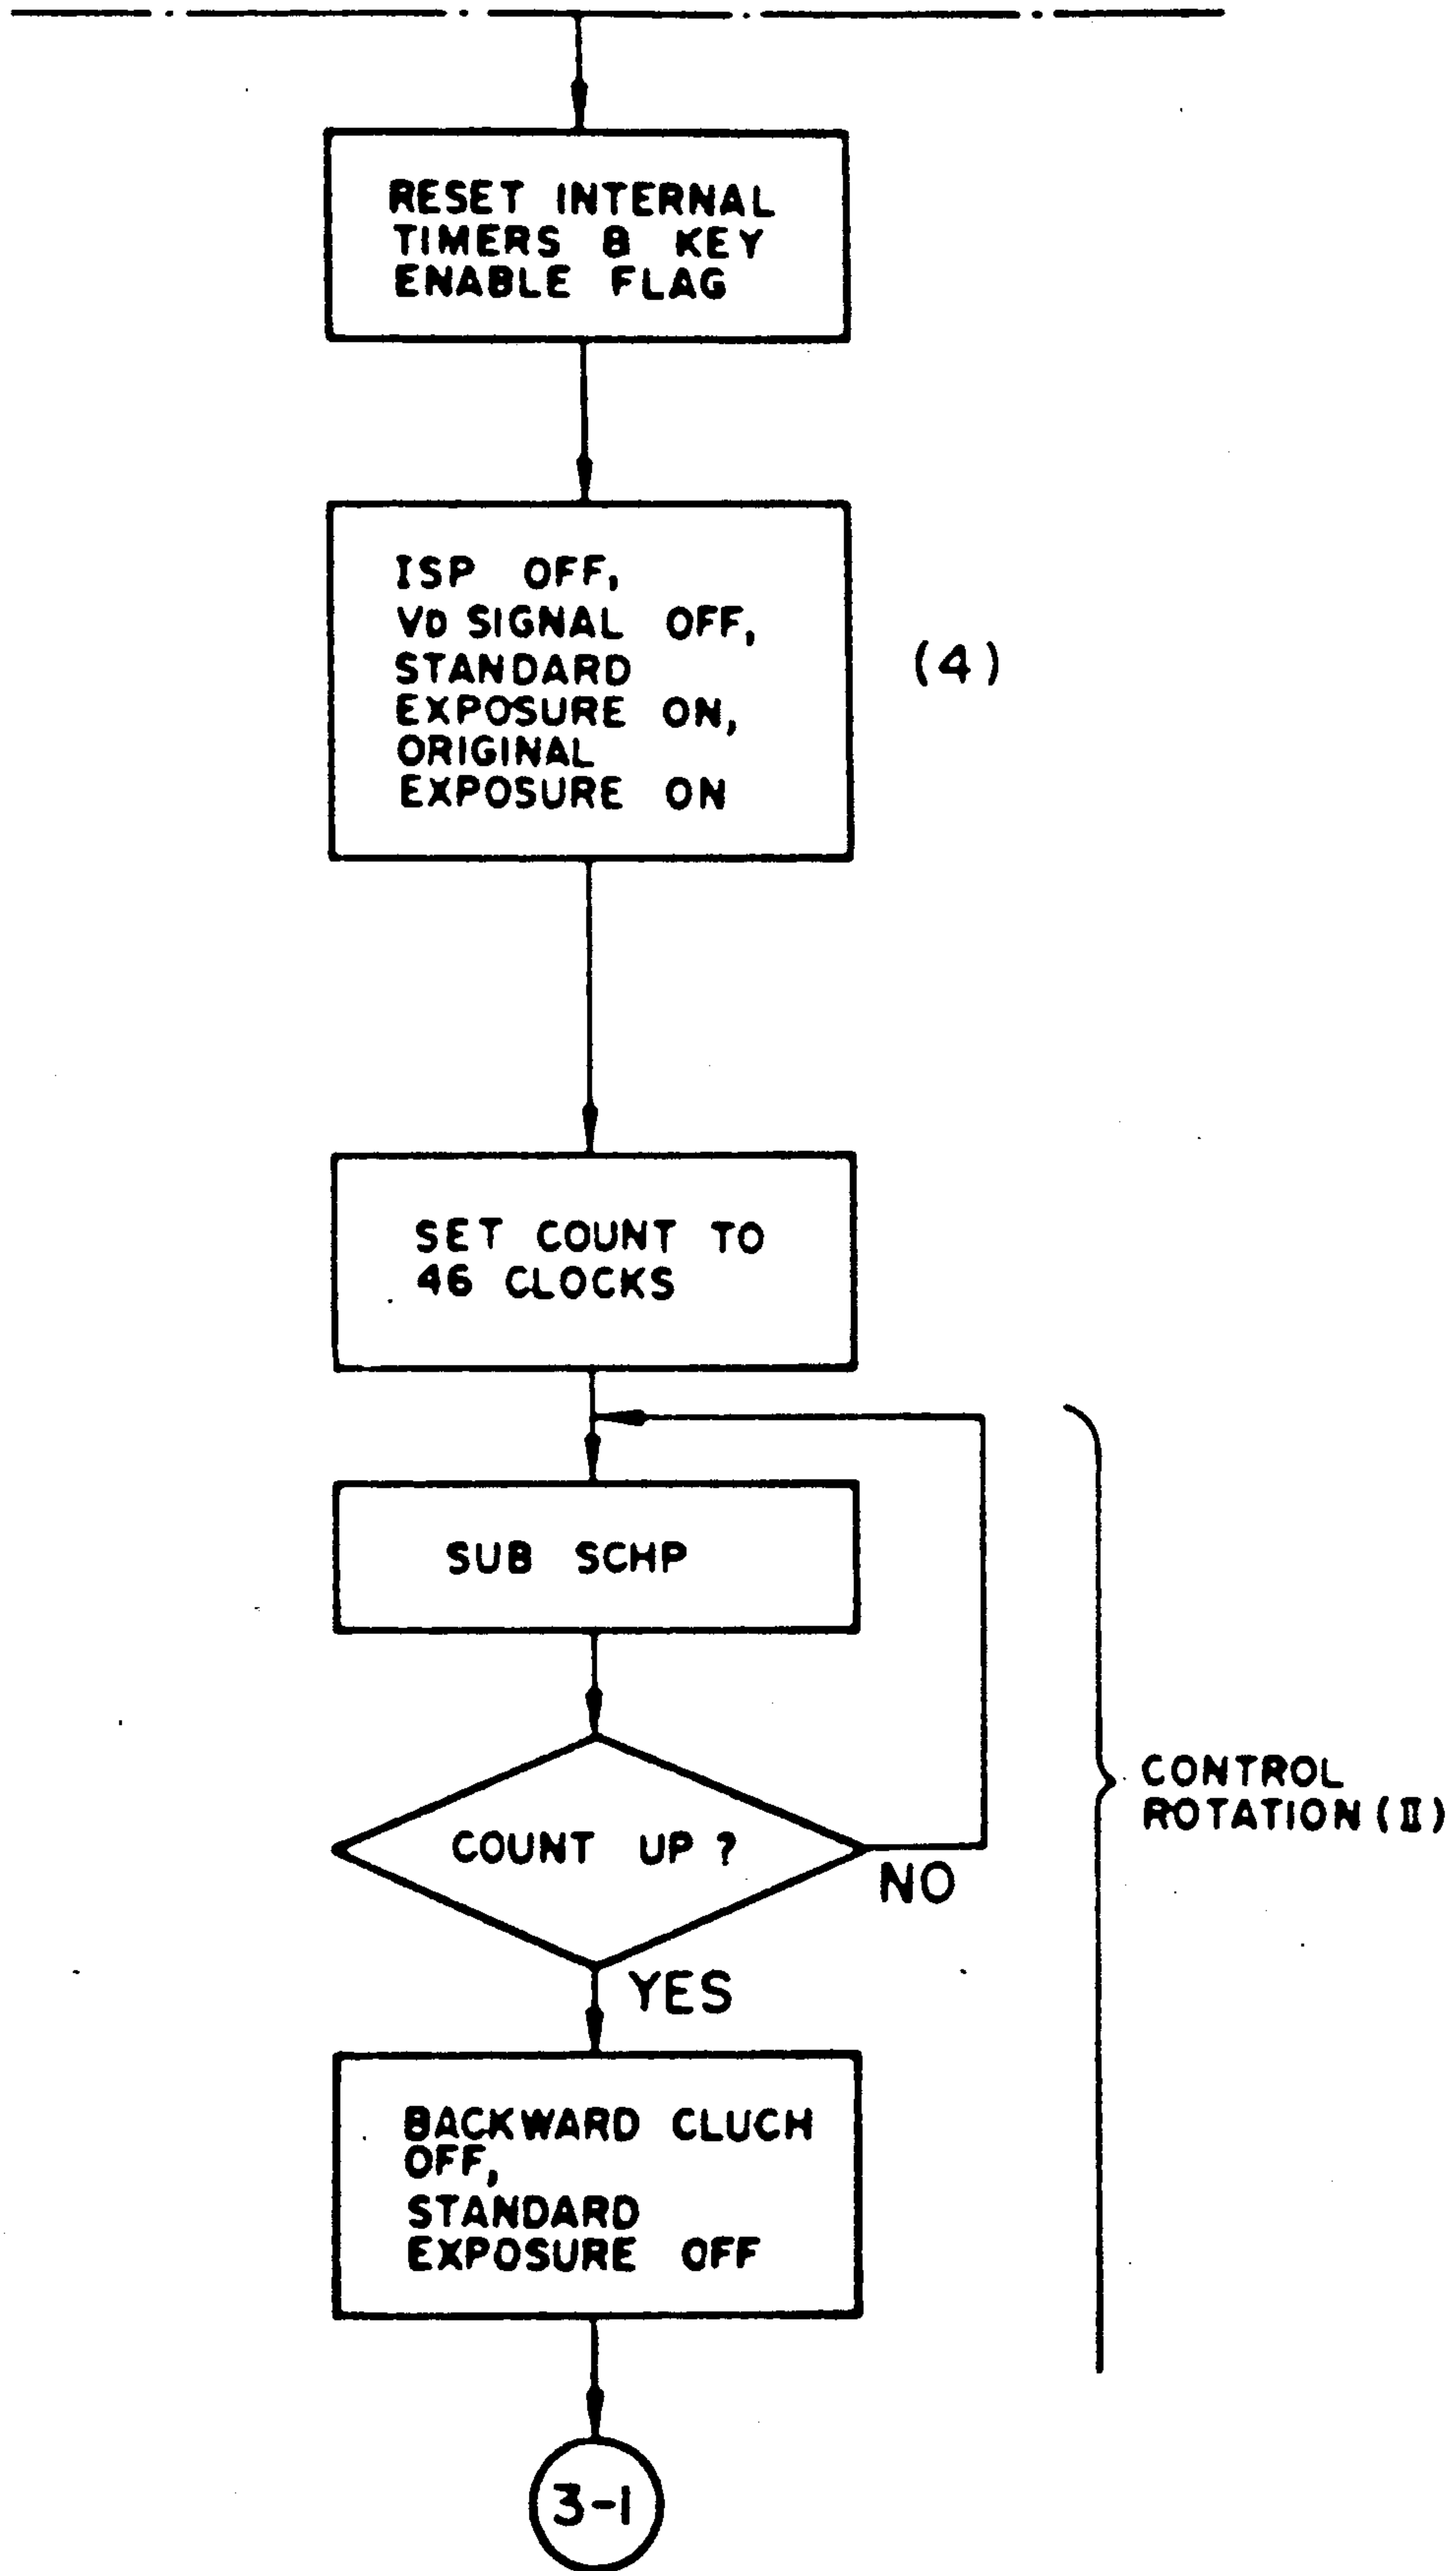 RESET INTERNAL
TIMERS & KEY
ENABLE FLAG
ISP OFF,
VD SIGNAL OFF,
STANDARD
EXPOSURE ON,
ORIGINAL
EXPOSURE ON
(4)
SET COUNT TO
46 CLOCKS
SUB SCHP
COUNT UP ?
NO
YES
CONTROL
ROTATION (II)
BACKWARD CLUCH
OFF,
STANDARD
EXPOSURE OFF
3-1